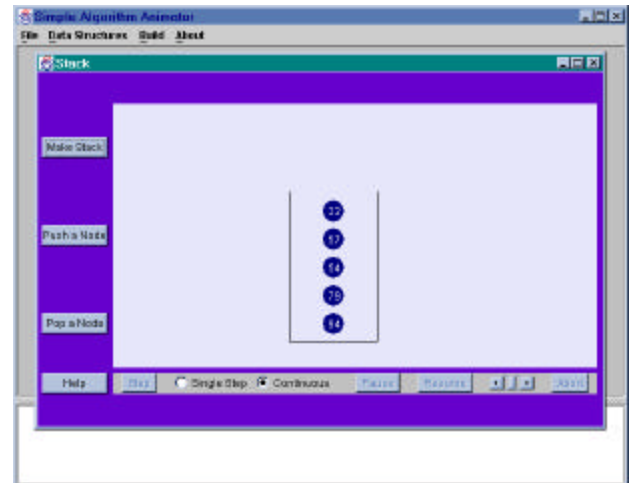 Simple Algorithm Animator
File Data Structures Build About
Stack
Make Stack
Push a Node
Pop a Node
Help Step Single Step Continuous Pause Resume Abort